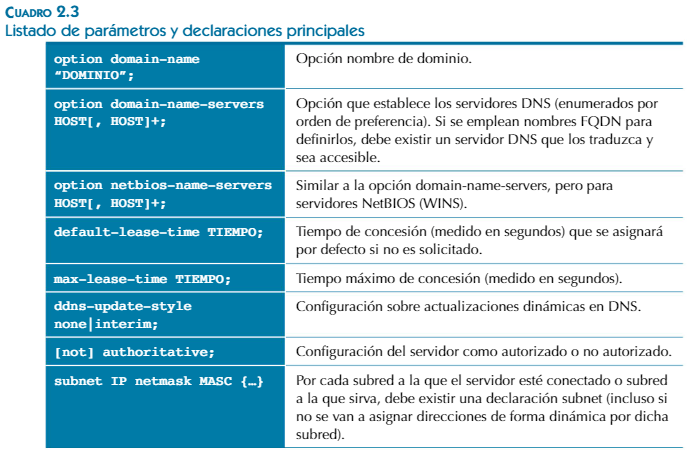 CUADRO 2.3
Listado de parámetros y declaraciones principales
option domain-name
“DOMINIO”;
Opción nombre de dominio.
option domain-name-servers
HOST[, HOST]+;
Opción que establece los servidores DNS (enumerados por
orden de preferencia). Si se emplean nombres FQDN para
definirlos, debe existir un servidor DNS que los traduzca y
sea accesible.
option netbios-name-servers
HOST[, HOST]+;
Similar a la opción domain-name-servers, pero para
servidores NetBIOS (WINS).
default-lease-time TIEMPO;
Tiempo de concesión (medido en segundos) que se asignará
por defecto si no es solicitado.
max-lease-time TIEMPO;
Tiempo máximo de concesión (medido en segundos).
ddns-update-style
none|interim;
Configuración sobre actualizaciones dinámicas en DNS.
[not] authoritative;
Configuración del servidor como autorizado o no autorizado.
subnet IP netmask MASC {…}
Por cada subred a la que el servidor esté conectado o subred
a la que sirva, debe existir una declaración subnet (incluso si
no se van a asignar direcciones de forma dinámica por dicha
subred).